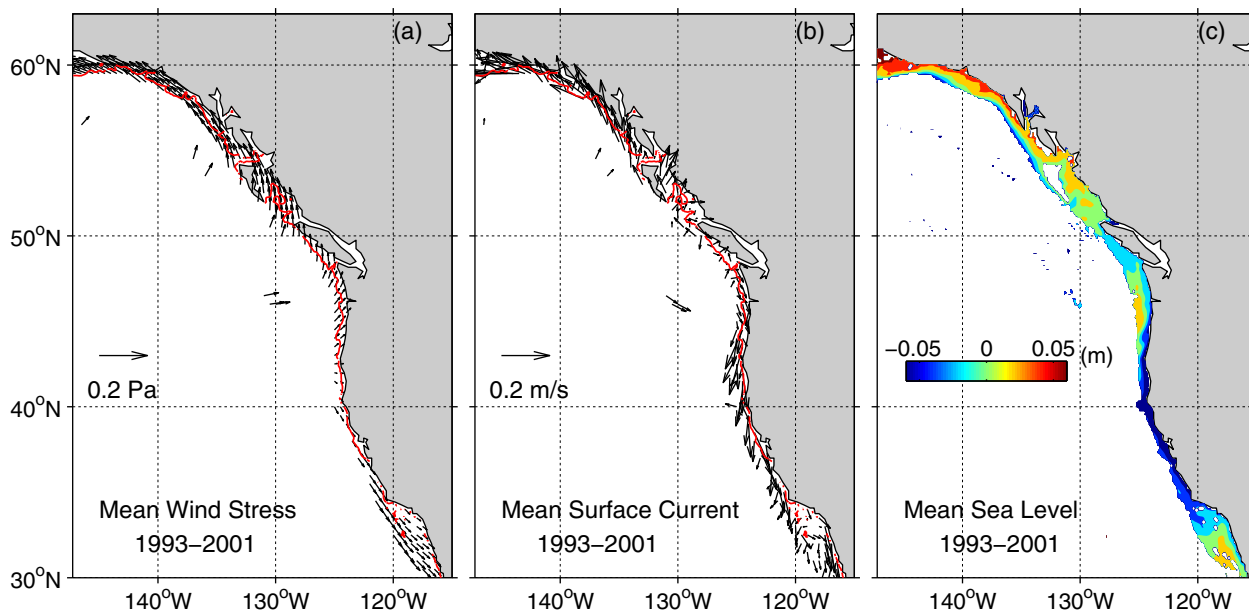 (a) (b) (c)
60°N
50°N
40°N
30°N
0.2 Pa
0.2 m/s
−0.05 0 0.05 (m)
Mean Wind Stress
1993−2001
Mean Surface Current
1993−2001
Mean Sea Level
1993−2001
140°W 130°W 120°W
140°W 130°W 120°W
140°W 130°W 120°W